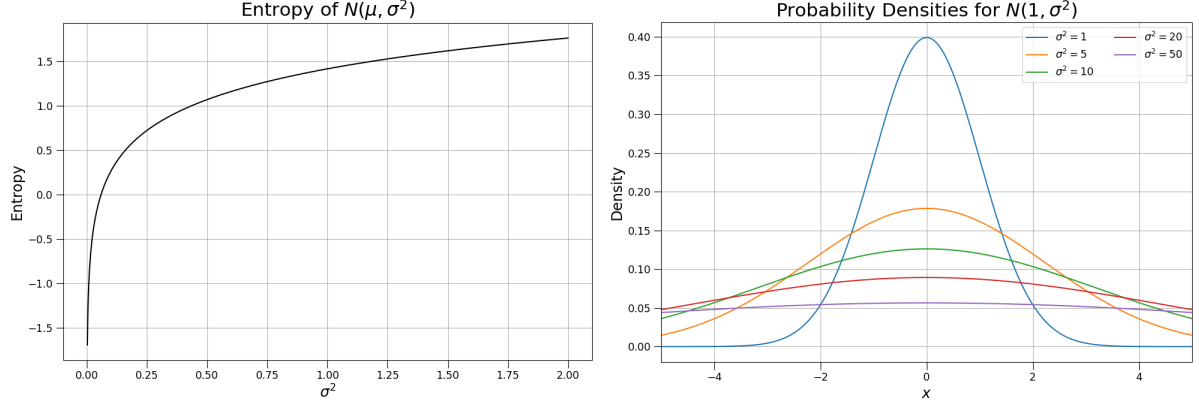 Entropy of N(μ, σ²)
Entropy
1.5
1.0
0.5
0.0
−0.5
−1.0
−1.5
0.00 0.25 0.50 0.75 1.00 1.25 1.50 1.75 2.00
σ²
Probability Densities for N(1, σ²)
Density
0.40
0.35
0.30
0.25
0.20
0.15
0.10
0.05
0.00
−4 −2 0 2 4
x
σ² = 1
σ² = 5
σ² = 10
σ² = 20
σ² = 50